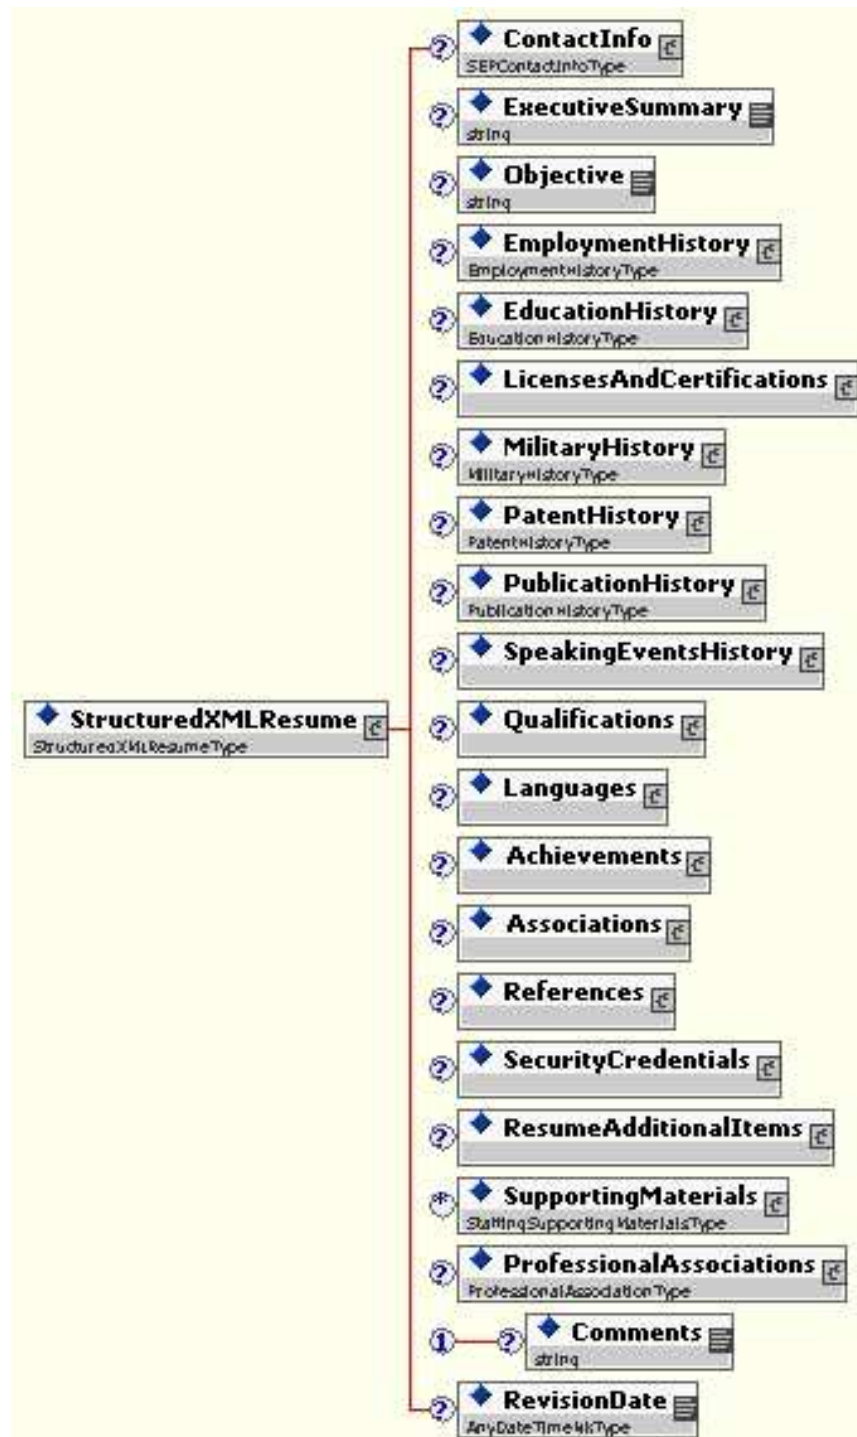 ? ContactInfo
SEPContactInfoType
? ExecutiveSummary
string
? Objective
string
? EmploymentHistory
EmploymentHistoryType
? EducationHistory
EducationHistoryType
? LicensesAndCertifications
? MilitaryHistory
MilitaryHistoryType
? PatentHistory
PatentHistoryType
? PublicationHistory
PublicationHistoryType
? SpeakingEventsHistory
StructuredXMLResume
StructuredXMLResumeType
? Qualifications
? Languages
? Achievements
? Associations
? References
? SecurityCredentials
? ResumeAdditionalItems
* SupportingMaterials
StaffingSupportingMaterialsType
? ProfessionalAssociations
ProfessionalAssociationType
1 ? Comments
string
? RevisionDate
AnyDateTimeNkType